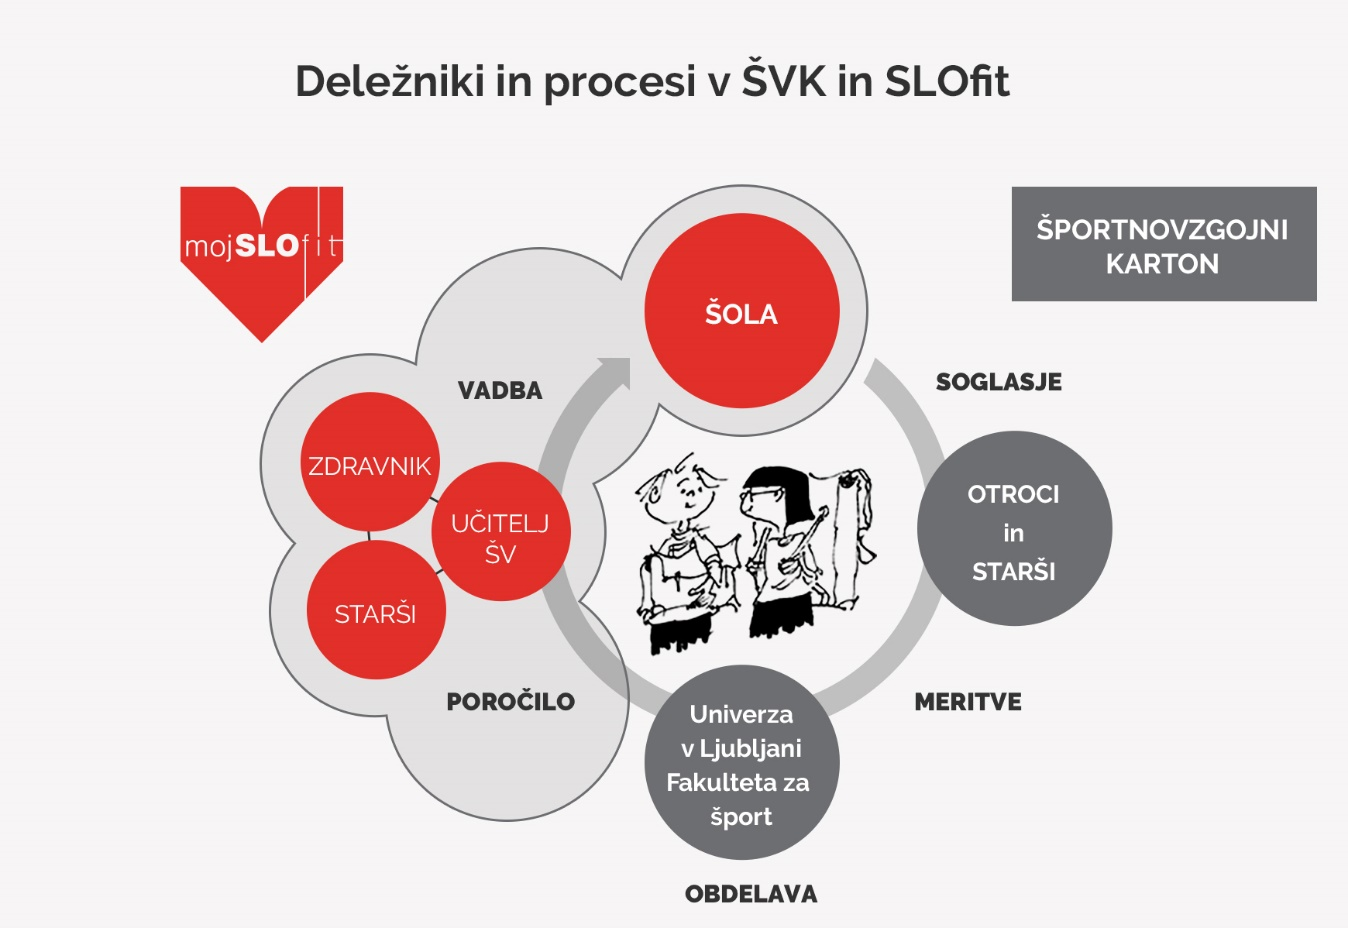 Deležniki in procesi v ŠVK in SLOfit
mojSLOfit
ŠPORTNOVZGOJNI
KARTON
ŠOLA
SOGLASJE
VADBA
ZDRAVNIK
UČITELJ
ŠV
STARŠI
OTROCI
in
STARŠI
POROČILO
MERITVE
Univerza
v Ljubljani
Fakulteta za
šport
OBDELAVA